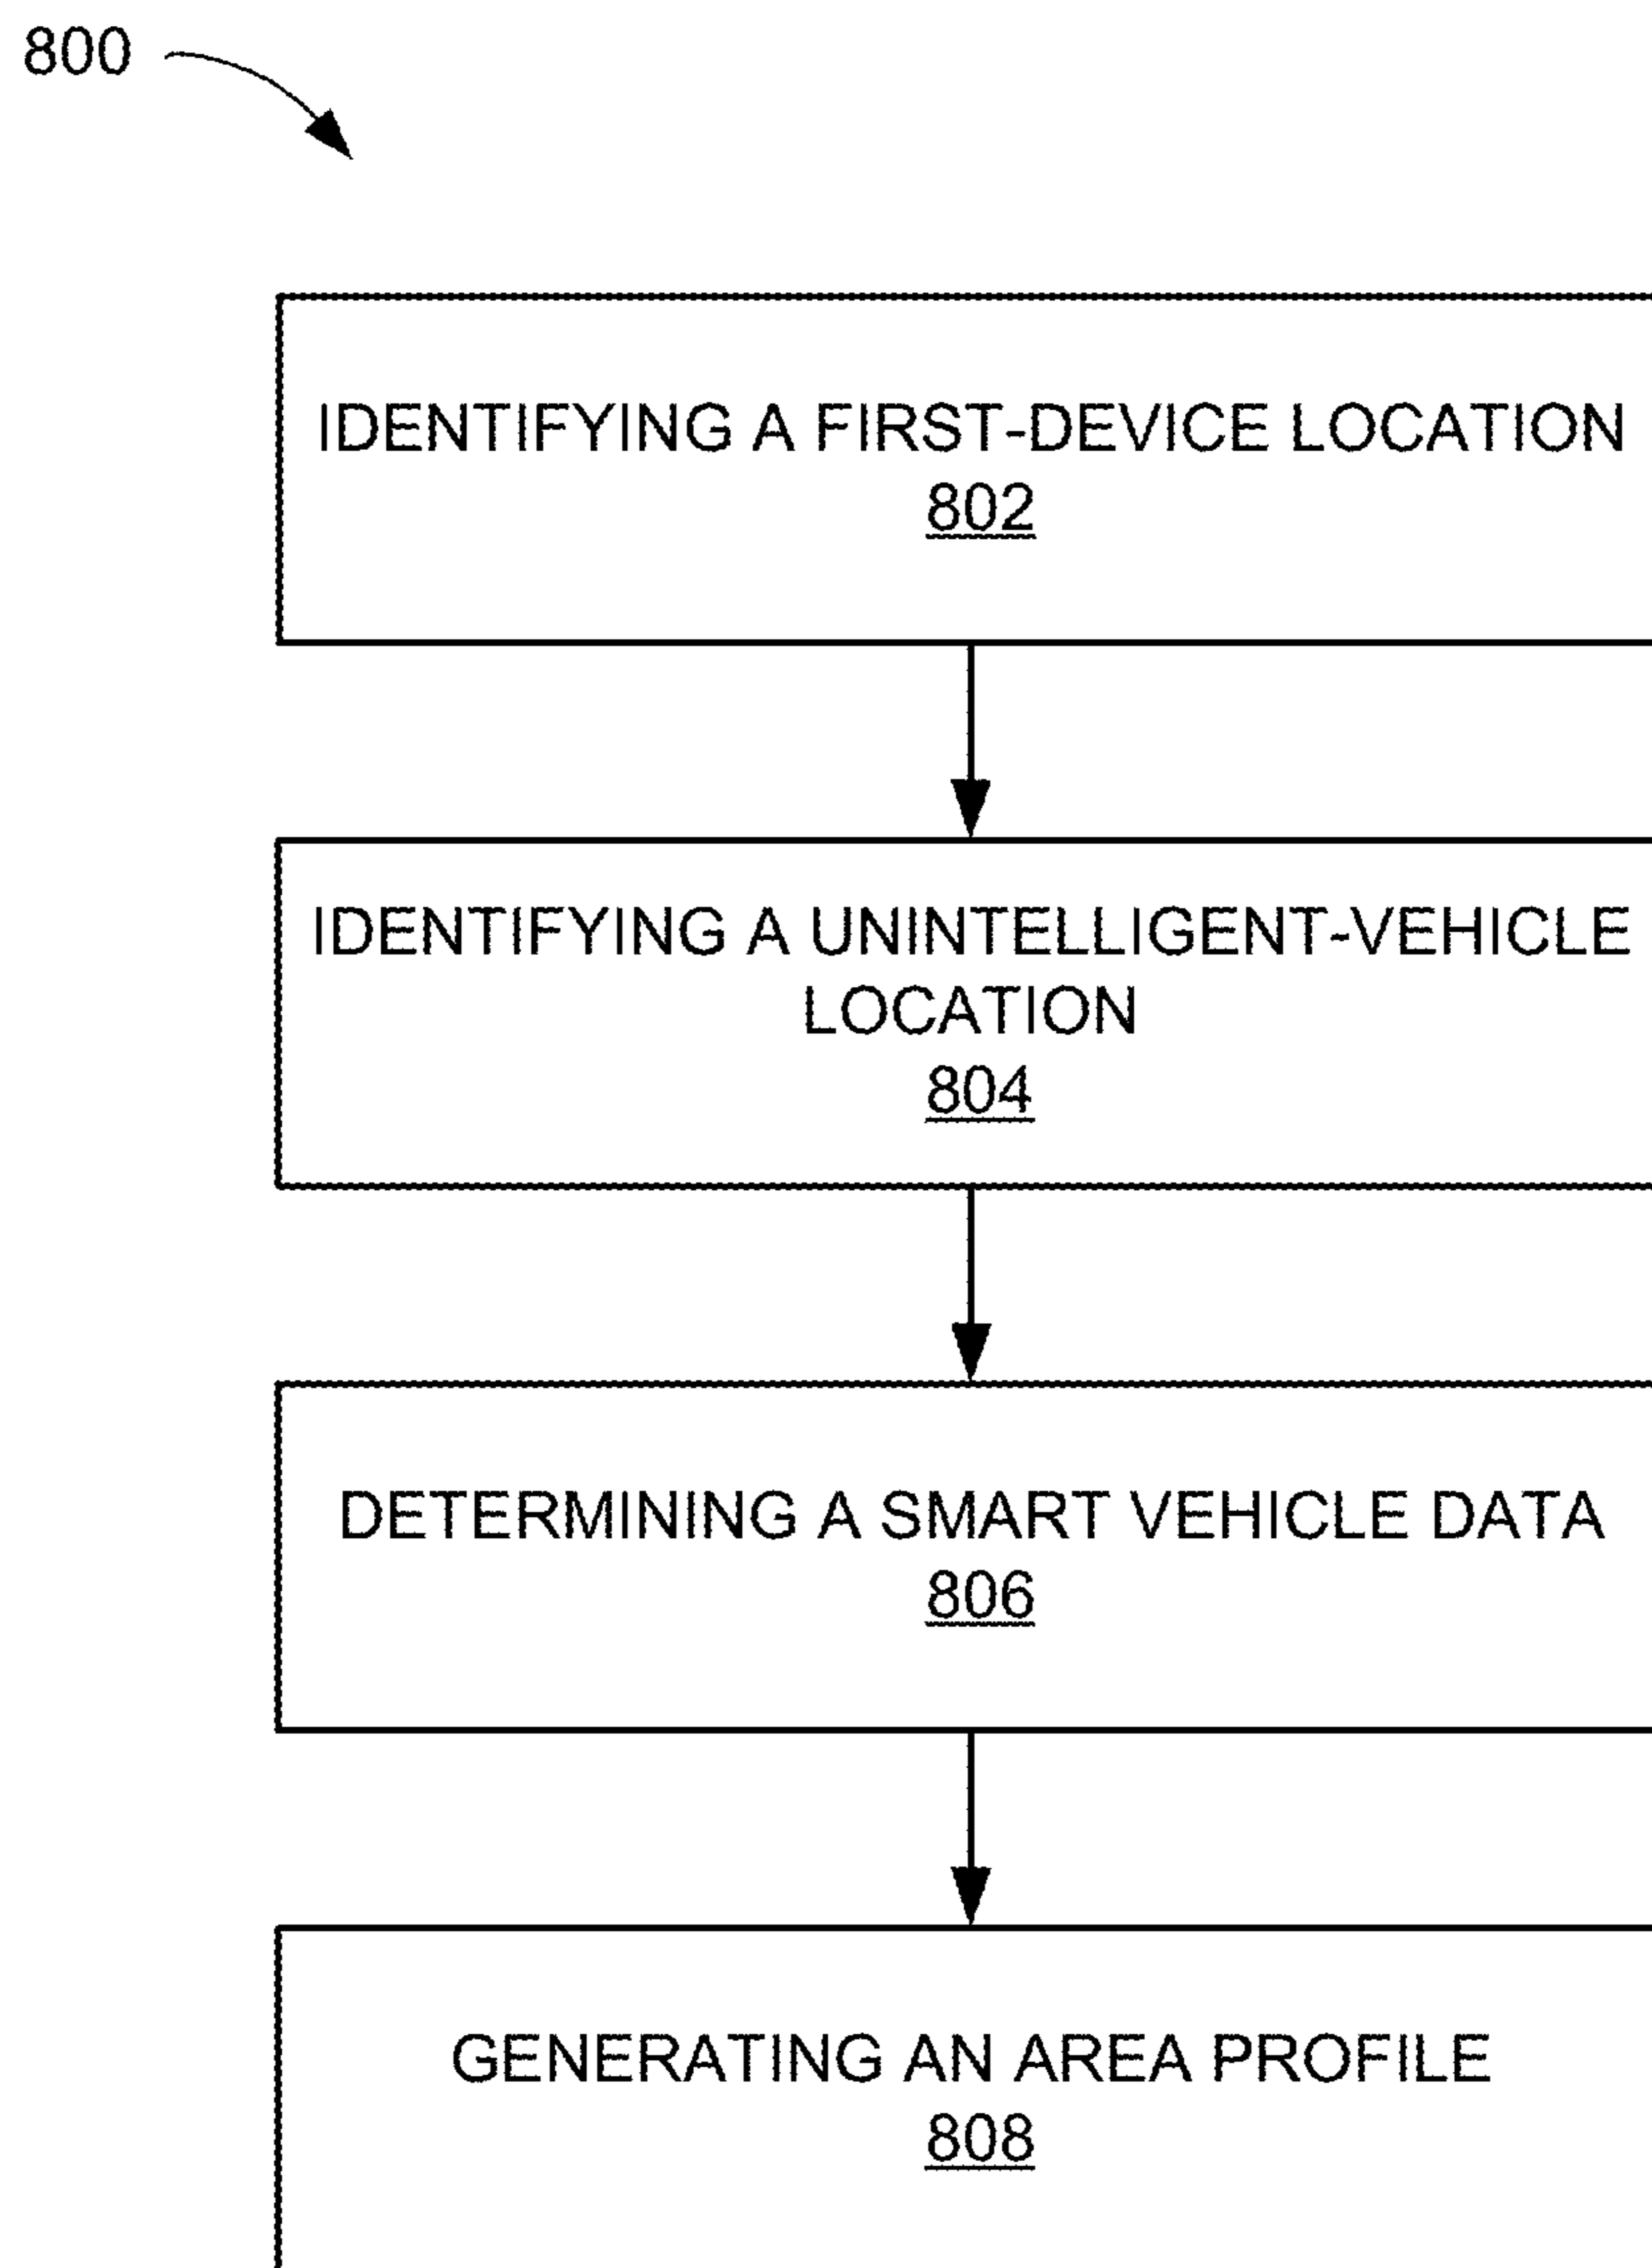 800
IDENTIFYING A FIRST-DEVICE LOCATION
802
IDENTIFYING A UNINTELLIGENT-VEHICLE
LOCATION
804
DETERMINING A SMART VEHICLE DATA
806
GENERATING AN AREA PROFILE
808